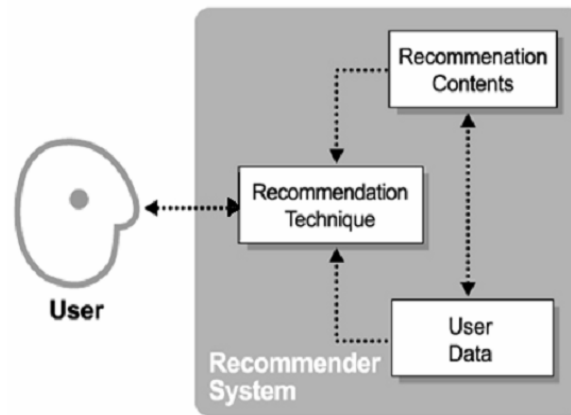 Recommenation
Contents
Recommendation
Technique
User
User
Data
Recommender
System